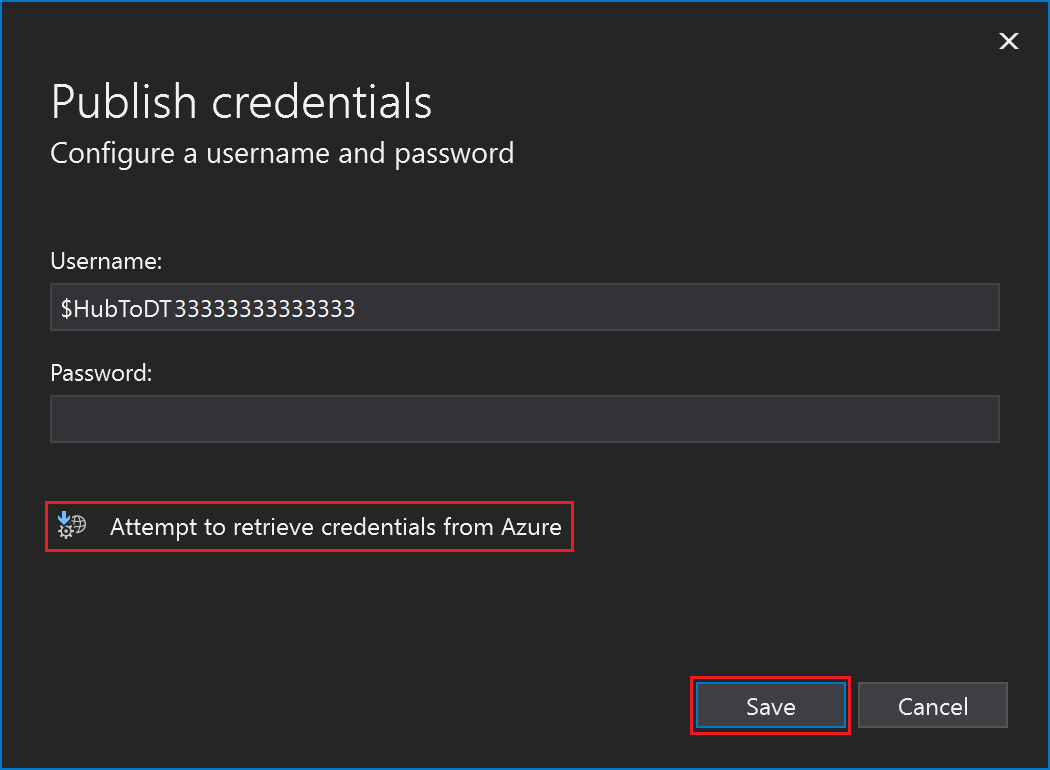 Publish credentials
Configure a username and password
Username:
$HubToDT33333333333333
Password:
Attempt to retrieve credentials from Azure
Save
Cancel